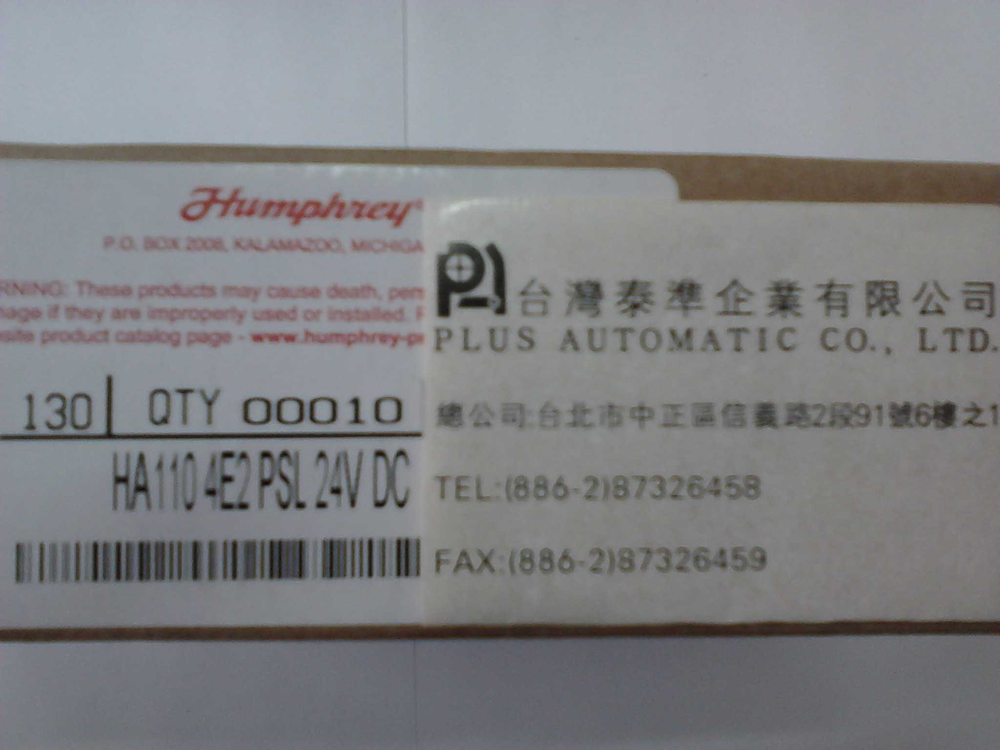 Humphrey®
P.O. BOX 2008, KALAMAZOO, MICHIGA
RNING: These products may cause death, pers
nage if they are improperly used or installed.
site product catalog page - www.humphrey-pr
130 QTY 00010
HA110 4E2 PSL 24V DC
台灣泰準企業有限公司
PLUS AUTOMATIC CO., LTD.
總公司:台北市中正區信義路2段91號6樓之1
TEL:(886-2)87326458
FAX:(886-2)87326459